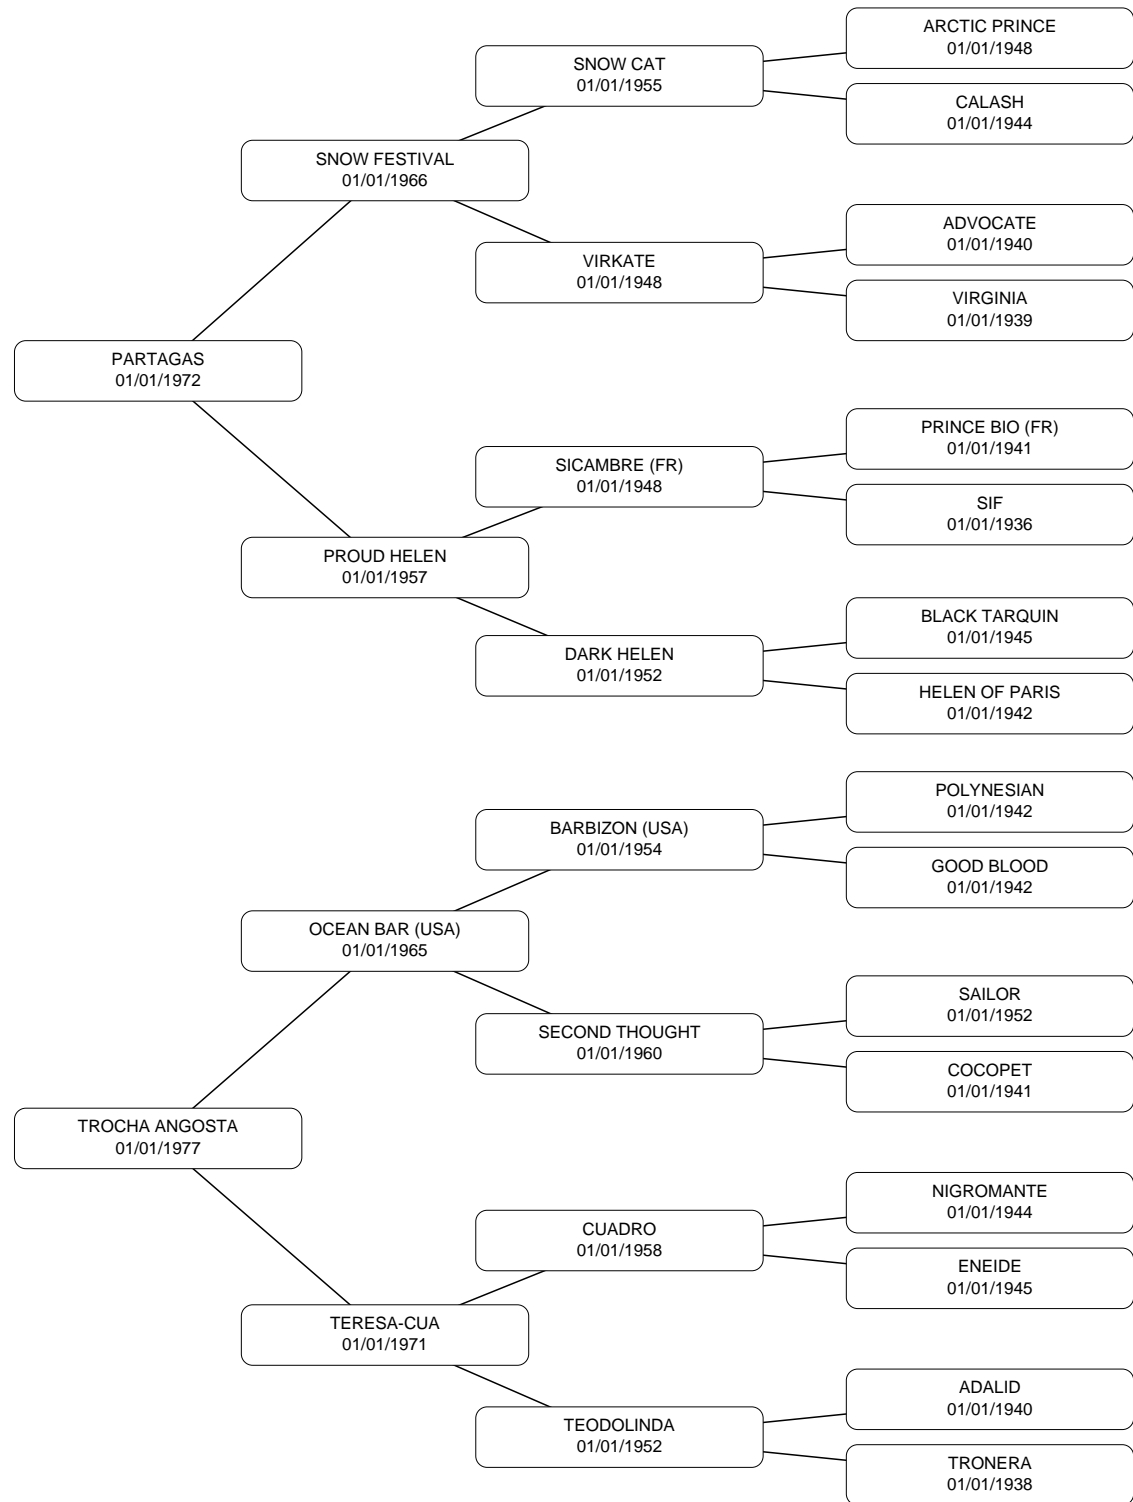 ARCTIC PRINCE
01/01/1948
SNOW CAT
01/01/1955
CALASH
01/01/1944
SNOW FESTIVAL
01/01/1966
ADVOCATE
01/01/1940
VIRKATE
01/01/1948
VIRGINIA
01/01/1939
PARTAGAS
01/01/1972
PRINCE BIO (FR)
01/01/1941
SICAMBRE (FR)
01/01/1948
SIF
01/01/1936
PROUD HELEN
01/01/1957
BLACK TARQUIN
01/01/1945
DARK HELEN
01/01/1952
HELEN OF PARIS
01/01/1942
POLYNESIAN
01/01/1942
BARBIZON (USA)
01/01/1954
GOOD BLOOD
01/01/1942
OCEAN BAR (USA)
01/01/1965
SAILOR
01/01/1952
SECOND THOUGHT
01/01/1960
COCOPET
01/01/1941
TROCHA ANGOSTA
01/01/1977
NIGROMANTE
01/01/1944
CUADRO
01/01/1958
ENEIDE
01/01/1945
TERESA-CUA
01/01/1971
ADALID
01/01/1940
TEODOLINDA
01/01/1952
TRONERA
01/01/1938